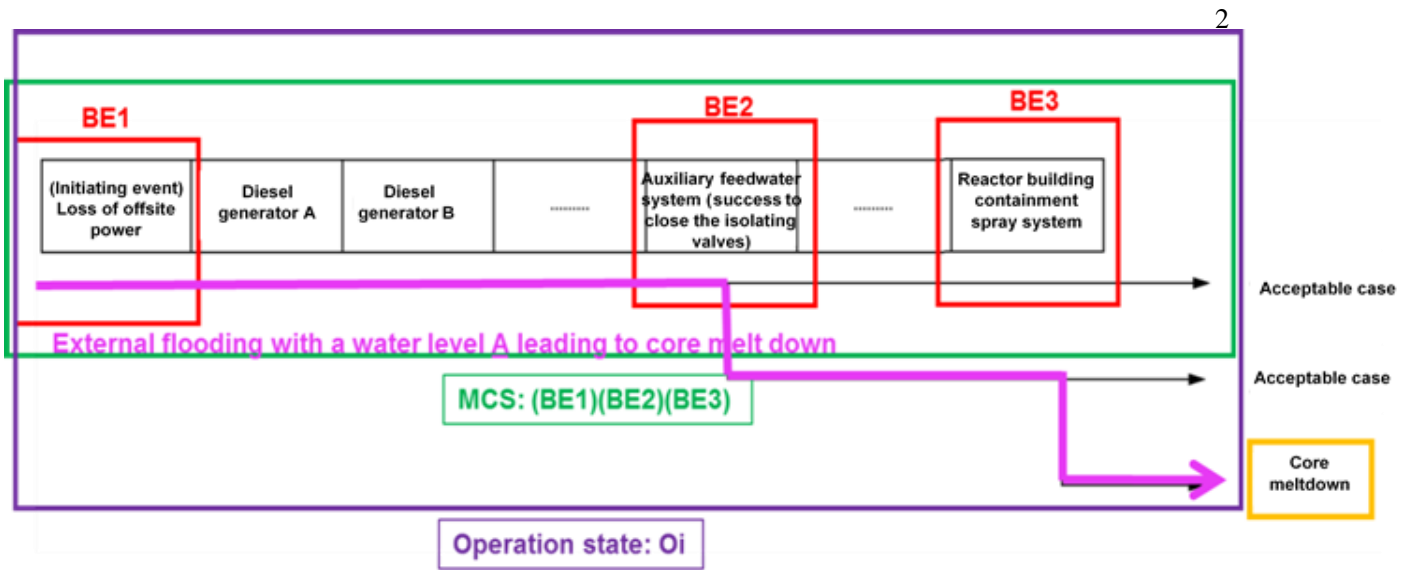 2
BE1
BE2
BE3
(Initiating event)
Loss of offsite
power
Diesel
generator A
Diesel
generator B
.........
Auxiliary feedwater
system (success to
close the isolating
valves)
.........
Reactor building
containment
spray system
Acceptable case
External flooding with a water level A leading to core melt down
Acceptable case
MCS: (BE1)(BE2)(BE3)
Core
meltdown
Operation state: Oi